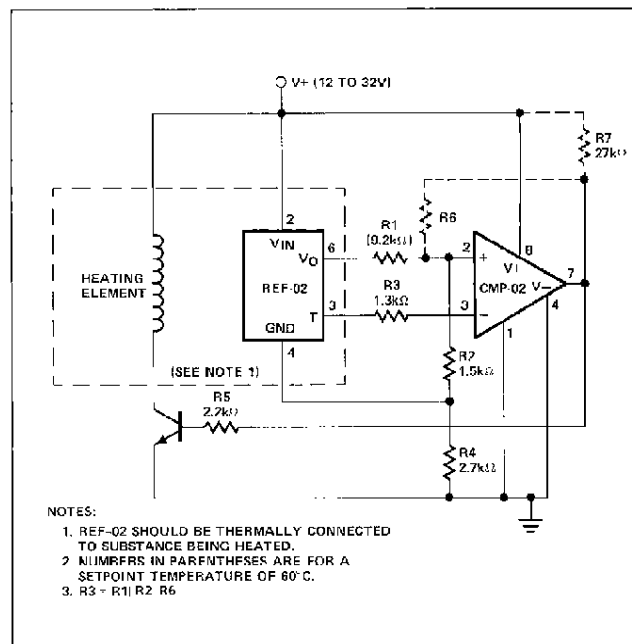 V+ (12 TO 32V)
R7
27kΩ
R6
R1
(9.2kΩ)
2
VIN
6
VO
REF-02
3
T
GND
4
R3
1.3kΩ
2
+
8
V+
CMP-02
7
V−
4
3
−
1
HEATING
ELEMENT
(SEE NOTE 1)
R2
1.5kΩ
R5
2.2kΩ
R4
2.7kΩ
NOTES:
1. REF-02 SHOULD BE THERMALLY CONNECTED
TO SUBSTANCE BEING HEATED.
2 NUMBERS IN PARENTHESES ARE FOR A
SETPOINT TEMPERATURE OF 60°C.
3. R3 = R1|| R2 R6